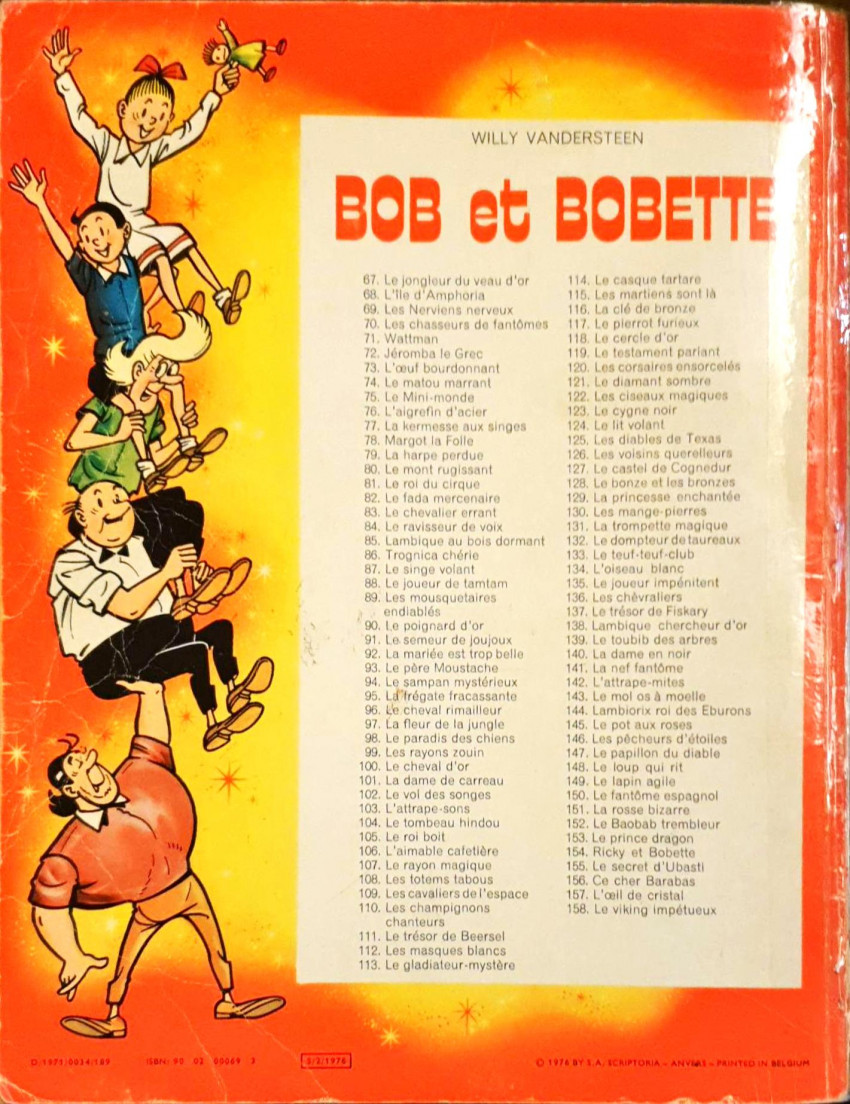 WILLY VANDERSTEEN
BOB et BOBETTE
67. Le jongleur du veau d'or
68. L'Ile d'Amphoria
69. Les Nerviens nerveux
70. Les chasseurs de fantômes
71. Wattman
72. Jéromba le Grec
73. L'œuf bourdonnant
74. Le matou marrant
75. Le Mini-monde
76. L'aigrefin d'acier
77. La kermesse aux singes
78. Margot la Folle
79. La harpe perdue
80. Le mont rugissant
81. Le roi du cirque
82. Le fada mercenaire
83. Le chevalier errant
84. Le ravisseur de voix
85. Lambique au bois dormant
86. Trognica chérie
87. Le singe volant
88. Le joueur de tamtam
89. Les mousquetaires
endiablés
90. Le poignard d'or
91. Le semeur de joujoux
92. La mariée est trop belle
93. Le père Moustache
94. Le sampan mystérieux
95. La frégate fracassante
96. Le cheval rimailleur
97. La fleur de la jungle
98. Le paradis des chiens
99. Les rayons zouin
100. Le cheval d'or
101. La dame de carreau
102. Le vol des songes
103. L'attrape-sons
104. Le tombeau hindou
105. Le roi boit
106. L'aimable cafetière
107. Le rayon magique
108. Les totems tabous
109. Les cavaliers de l'espace
110. Les champignons
chanteurs
111. Le trésor de Beersel
112. Les masques blancs
113. Le gladiateur-mystère
114. Le casque tartare
115. Les martiens sont là
116. La clé de bronze
117. Le pierrot furieux
118. Le cercle d'or
119. Le testament parlant
120. Les corsaires ensorcelés
121. Le diamant sombre
122. Les ciseaux magiques
123. Le cygne noir
124. Le lit volant
125. Les diables de Texas
126. Les voisins querelleurs
127. Le castel de Cognedur
128. Le bonze et les bronzes
129. La princesse enchantée
130. Les mange-pierres
131. La trompette magique
132. Le dompteur de taureaux
133. Le teuf-teuf-club
134. L'oiseau blanc
135. Le joueur impénitent
136. Les chèvraliers
137. Le trésor de Fiskary
138. Lambique chercheur d'or
139. Le toubib des arbres
140. La dame en noir
141. La nef fantôme
142. L'attrape-mites
143. Le mol os à moelle
144. Lambiorix roi des Eburons
145. Le pot aux roses
146. Les pêcheurs d'étoiles
147. Le papillon du diable
148. Le loup qui rit
149. Le lapin agile
150. Le fantôme espagnol
151. La rosse bizarre
152. Le Baobab trembleur
153. Le prince dragon
154. Ricky et Bobette
155. Le secret d'Ubasti
156. Ce cher Barabas
157. L'œil de cristal
158. Le viking impétueux
D/1971/0034/189 ISBN: 90 02 00069 3 5/2/1976 © 1976 BY S.A. SCRIPTORIA - ANVERS - PRINTED IN BELGIUM